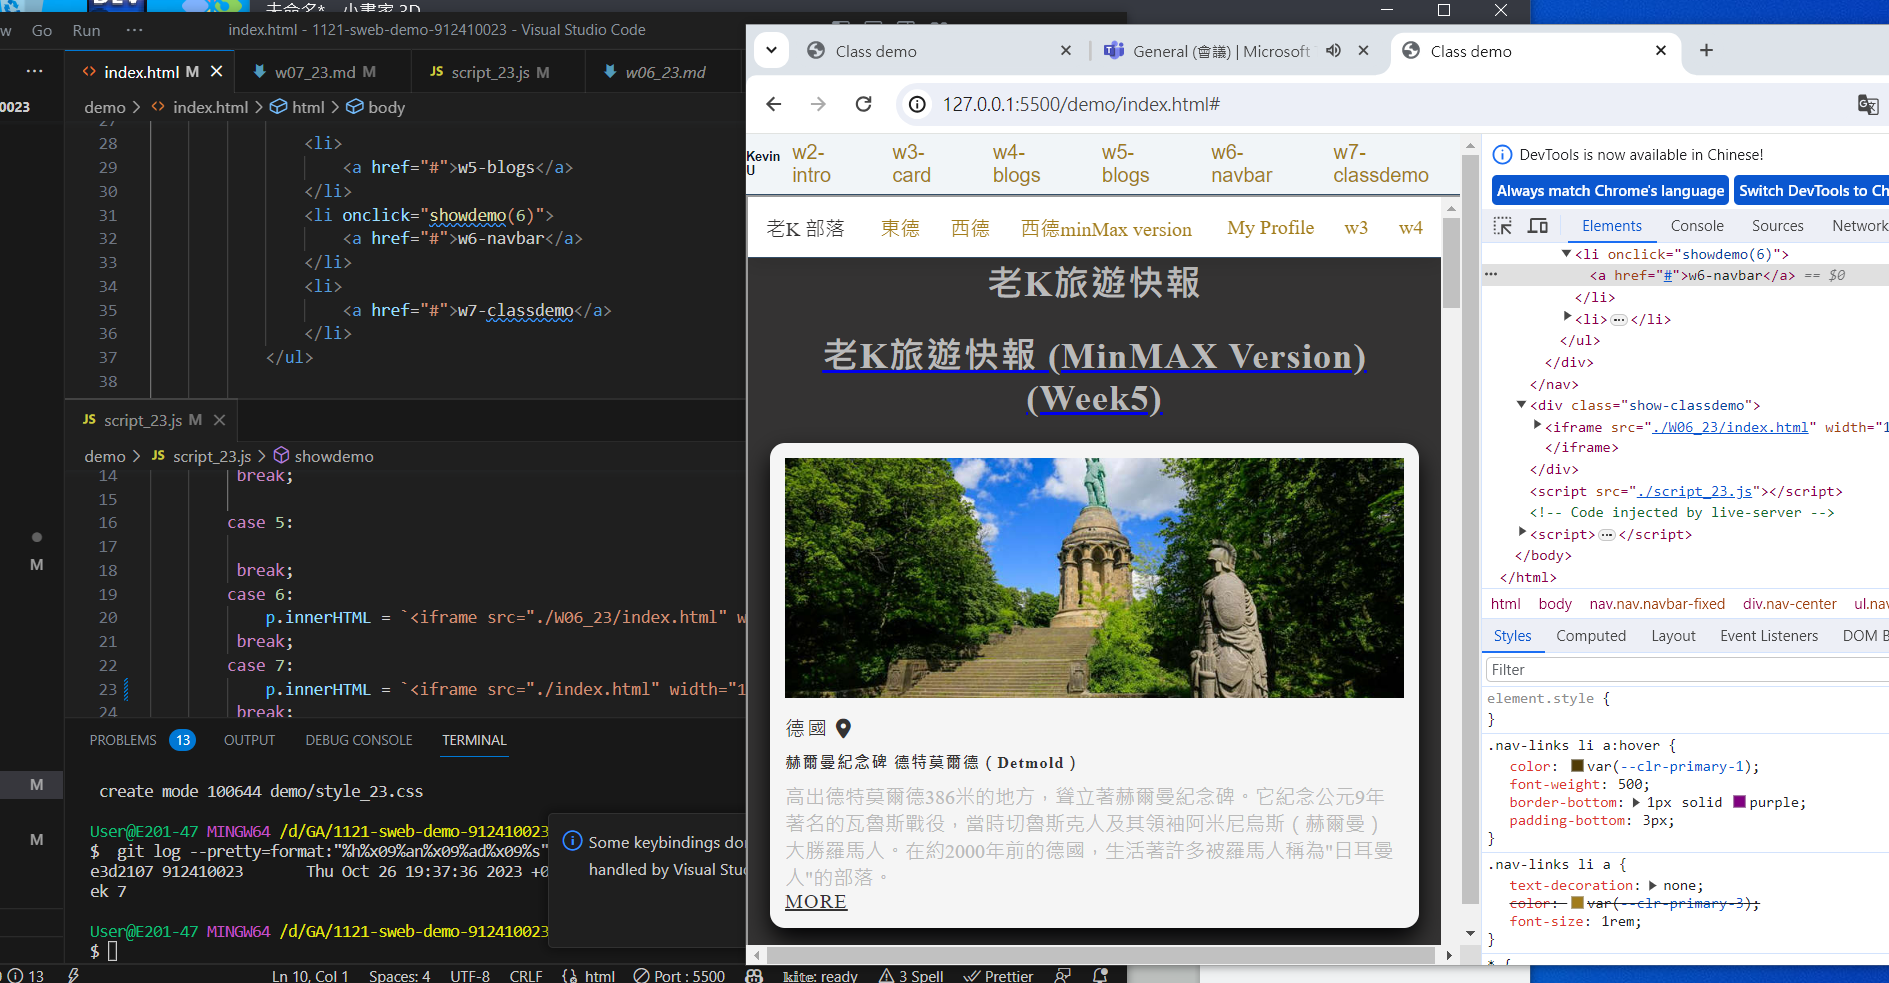 未命名* - 小畫家 3D
w Go Run ··· index.html - 1121-sweb-demo-912410023 - Visual Studio Code
··· <> index.html M × w07_23.md M JS script_23.js M w06_23.md
0023 demo > <> index.html > html > body
27
28 <li>
29 <a href="#">w5-blogs</a>
30 </li>
31 <li onclick="showdemo(6)">
32 <a href="#">w6-navbar</a>
33 </li>
34 <li>
35 <a href="#">w7-classdemo</a>
36 </li>
37 </ul>
38
JS script_23.js M ×
demo > JS script_23.js > showdemo
14 break;
15
16 case 5:
17
18 break;
19 case 6:
20 p.innerHTML = `<iframe src="./W06_23/index.html" w
21 break;
22 case 7:
23 p.innerHTML = `<iframe src="./index.html" width="1
24 break;
M
M
M
PROBLEMS 13 OUTPUT DEBUG CONSOLE TERMINAL
create mode 100644 demo/style_23.css
User@E201-47 MINGW64 /d/GA/1121-sweb-demo-912410023
$ git log --pretty=format:"%h%x09%an%x09%ad%x09%s"
e3d2107 912410023 Thu Oct 26 19:37:36 2023 +0
ek 7
User@E201-47 MINGW64 /d/GA/1121-sweb-demo-912410023
$
Some keybindings do
handled by Visual Stu
13 Ln 10, Col 1 Spaces: 4 UTF-8 CRLF html Port : 5500 kite: ready 3 Spell Prettier
Class demo × General (會議) | Microsoft × Class demo × +
127.0.0.1:5500/demo/index.html#
Kevin U
w2-intro
w3-card
w4-blogs
w5-blogs
w6-navbar
w7-classdemo
老K 部落 東德 西德 西德minMax version My Profile w3 w4
老K旅遊快報
老K旅遊快報 (MinMAX Version)
(Week5)
德國
赫爾曼紀念碑 德特莫爾德 ( Detmold )
高出德特莫爾德386米的地方，聳立著赫爾曼紀念碑。它紀念公元9年
著名的瓦魯斯戰役，當時切魯斯克人及其領袖阿米尼烏斯 ( 赫爾曼 )
大勝羅馬人。在約2000年前的德國，生活著許多被羅馬人稱為"日耳曼
人"的部落。
MORE
DevTools is now available in Chinese!
Always match Chrome's language Switch DevTools to Ch
Elements Console Sources Network
<li onclick="showdemo(6)">
··· <a href="#">w6-navbar</a> == $0
</li>
<li>···</li>
</ul>
</div>
</nav>
<div class="show-classdemo">
<iframe src="./W06_23/index.html" width="1
</iframe>
</div>
<script src="./script_23.js"></script>
<!-- Code injected by live-server -->
<script>···</script>
</body>
</html>
html body nav.nav.navbar-fixed div.nav-center ul.nav
Styles Computed Layout Event Listeners DOM B
Filter
element.style {
}
.nav-links li a:hover {
color: var(--clr-primary-1);
font-weight: 500;
border-bottom: 1px solid purple;
padding-bottom: 3px;
}
.nav-links li a {
text-decoration: none;
color: var(--clr-primary-3);
font-size: 1rem;
}
* {